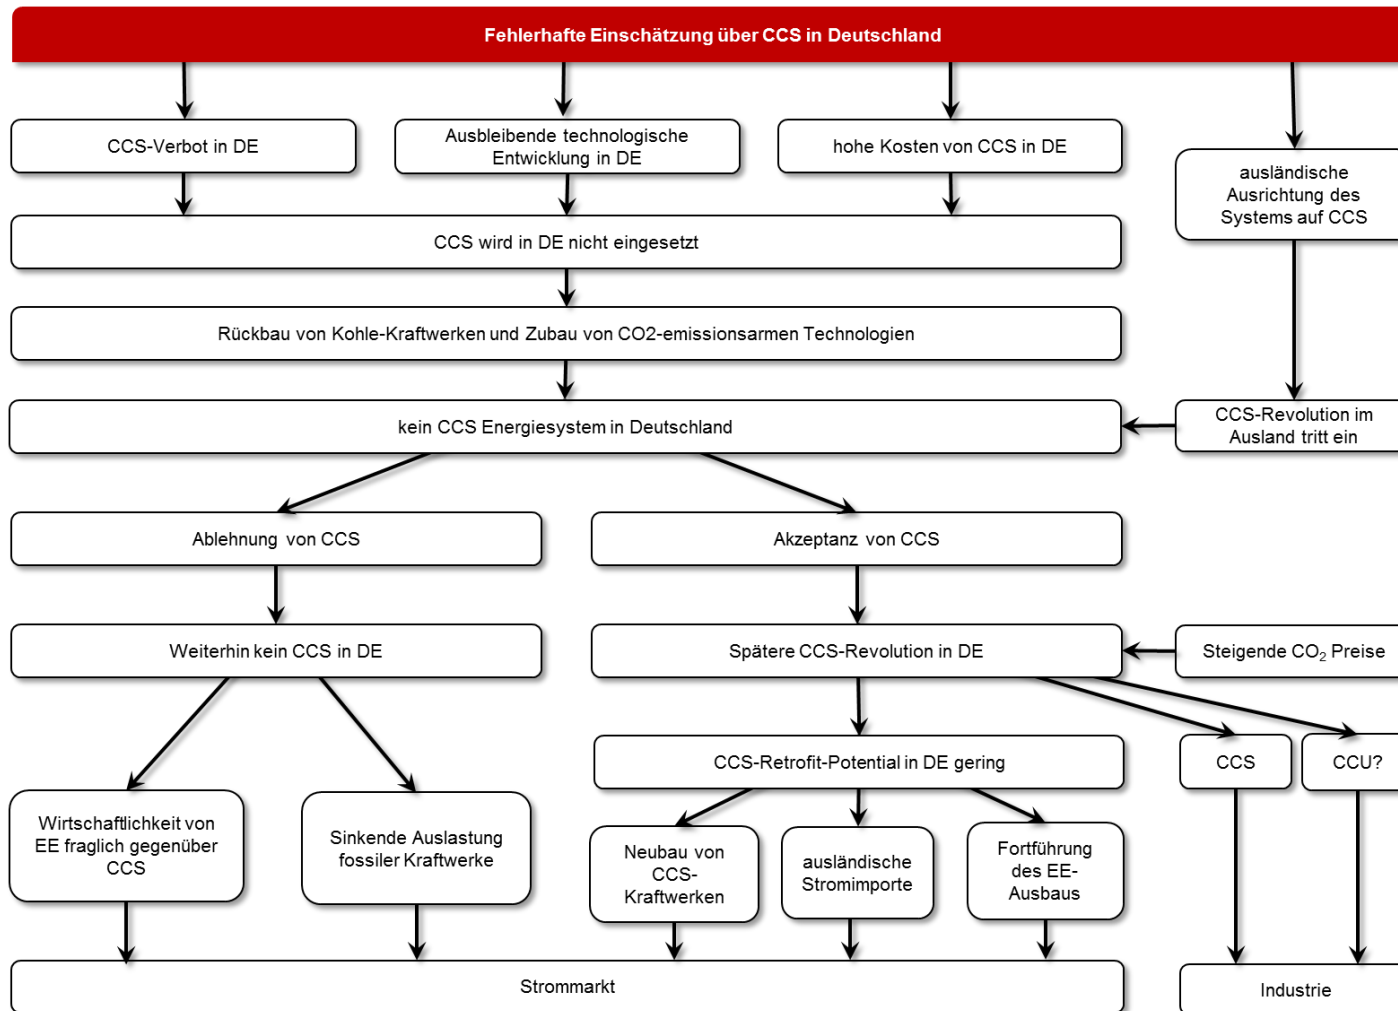 Fehlerhafte Einschätzung über CCS in Deutschland
CCS-Verbot in DE
Ausbleibende technologische
Entwicklung in DE
hohe Kosten von CCS in DE
ausländische
Ausrichtung des
Systems auf CCS
CCS wird in DE nicht eingesetzt
Rückbau von Kohle-Kraftwerken und Zubau von CO2-emissionsarmen Technologien
kein CCS Energiesystem in Deutschland
CCS-Revolution im
Ausland tritt ein
Ablehnung von CCS
Akzeptanz von CCS
Weiterhin kein CCS in DE
Spätere CCS-Revolution in DE
Steigende CO₂ Preise
CCS-Retrofit-Potential in DE gering
CCS
CCU?
Wirtschaftlichkeit von
EE fraglich gegenüber
CCS
Sinkende Auslastung
fossiler Kraftwerke
Neubau von
CCS-
Kraftwerken
ausländische
Stromimporte
Fortführung
des EE-
Ausbaus
Strommarkt
Industrie